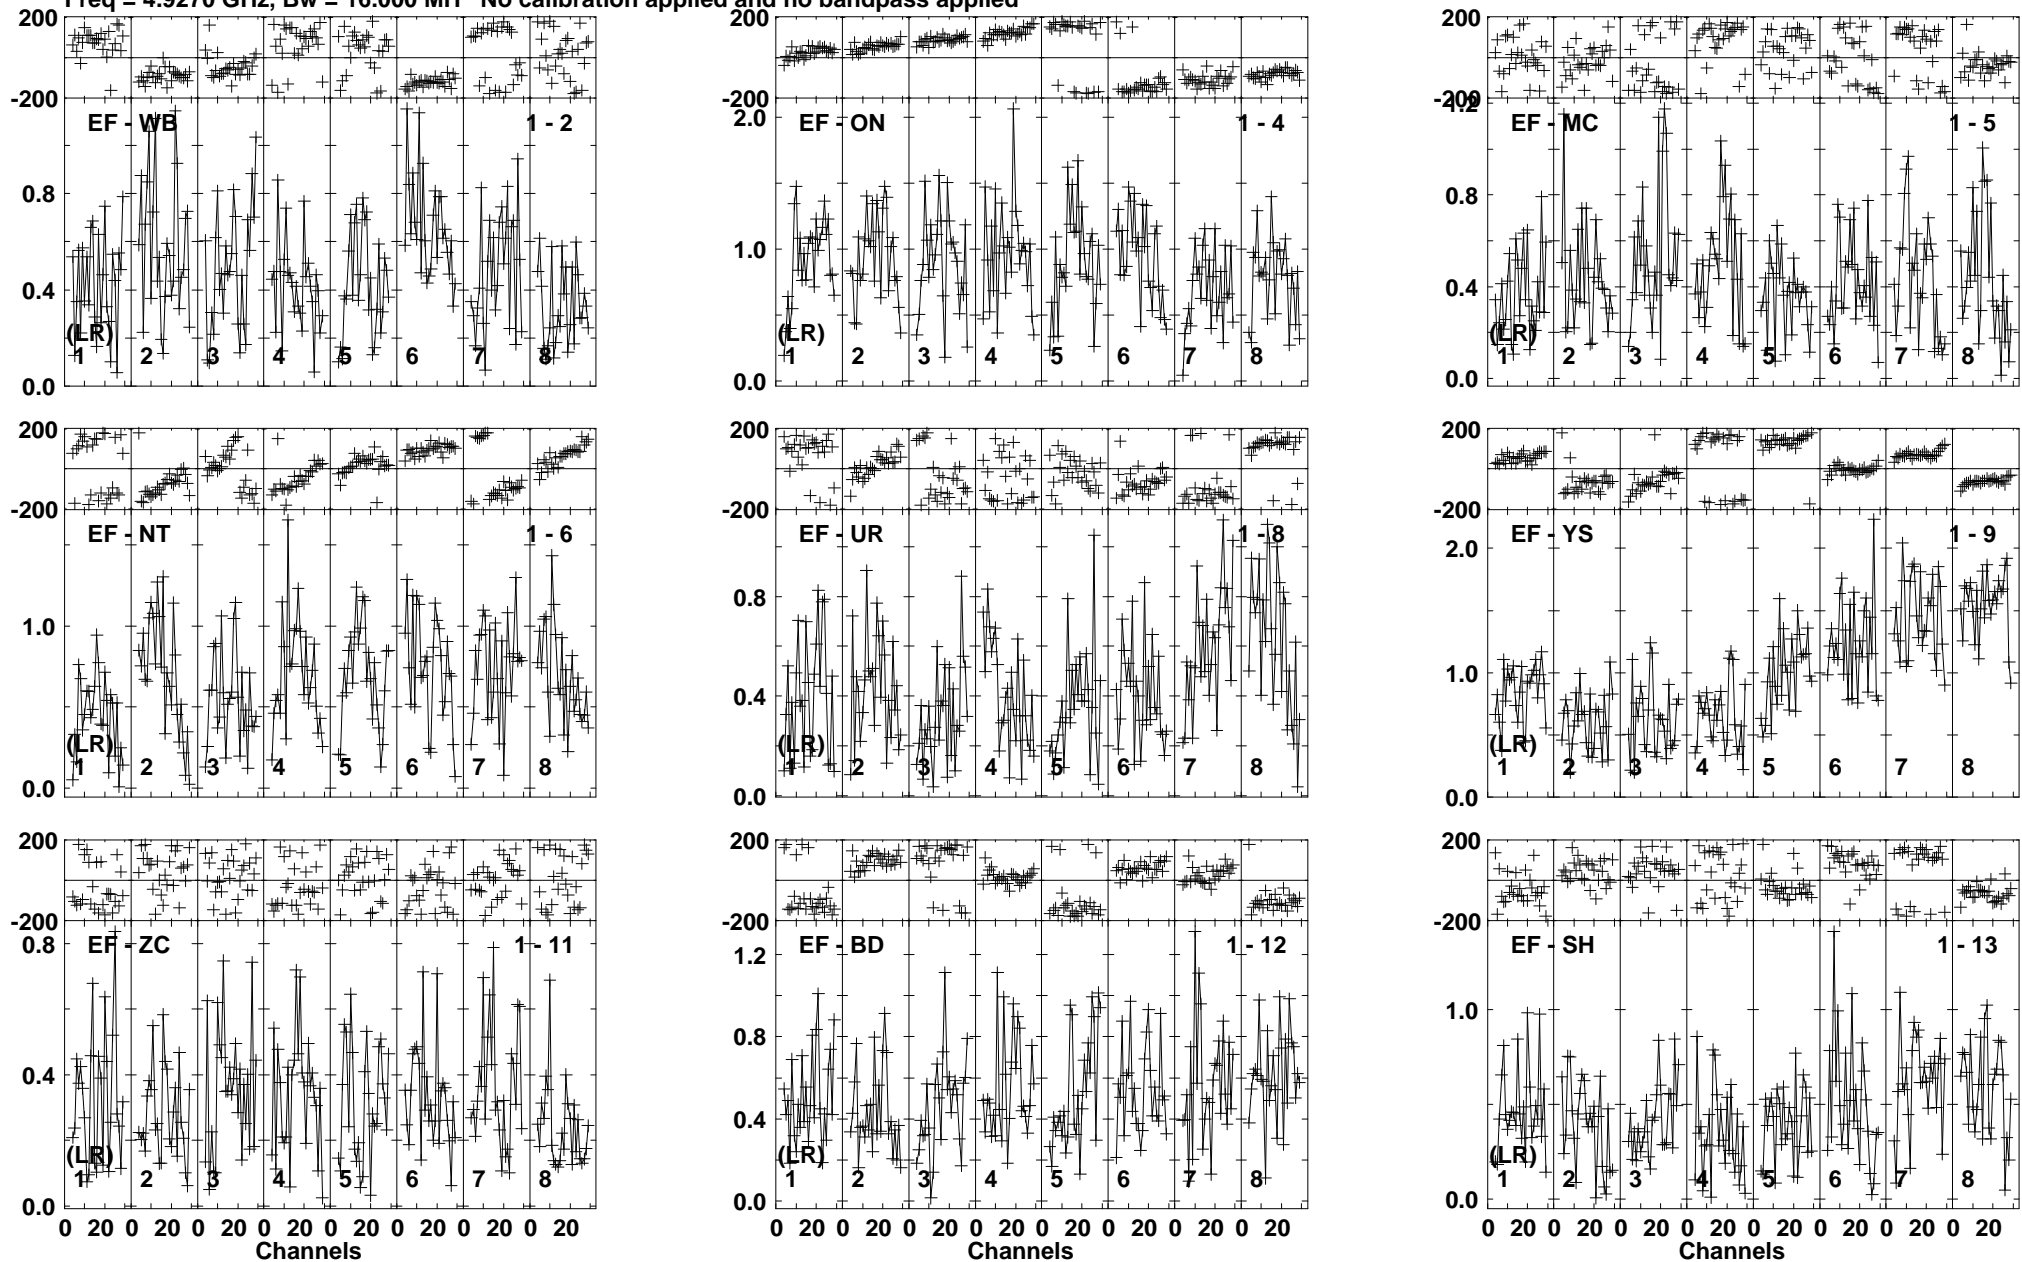 Freq = 4.9270 GHz, Bw = 16.000 MH No calibration applied and no bandpass applied
200 200 200
-200 -200 -200
EF - WB 1 - 2 EF - ON 1 - 4 EF - MC 1 - 5
1.2
2.0
0.8 0.8
1.0
0.4 0.4
(LR) (LR) (LR)
1 2 3 4 5 6 7 8 1 2 3 4 5 6 7 8 1 2 3 4 5 6 7 8
0.0 0.0 0.0
200 200 200
-200 -200 -200
EF - NT 1 - 6 EF - UR 1 - 8 EF - YS 1 - 9
2.0
1.0 0.8
1.0
0.4
(LR) (LR) (LR)
1 2 3 4 5 6 7 8 1 2 3 4 5 6 7 8 1 2 3 4 5 6 7 8
0.0 0.0 0.0
200 200 200
-200 -200 -200
EF - ZC 1 - 11 EF - BD 1 - 12 EF - SH 1 - 13
0.8 1.2
1.0
0.8
0.4
0.4
(LR) (LR) (LR)
1 2 3 4 5 6 7 8 1 2 3 4 5 6 7 8 1 2 3 4 5 6 7 8
0.0 0.0 0.0
0 20 0 20 0 20 0 20 0 20 0 20 0 20 0 20 0 20 0 20 0 20 0 20 0 20 0 20 0 20 0 20 0 20 0 20 0 20 0 20 0 20 0 20 0 20 0 20
Channels Channels Channels